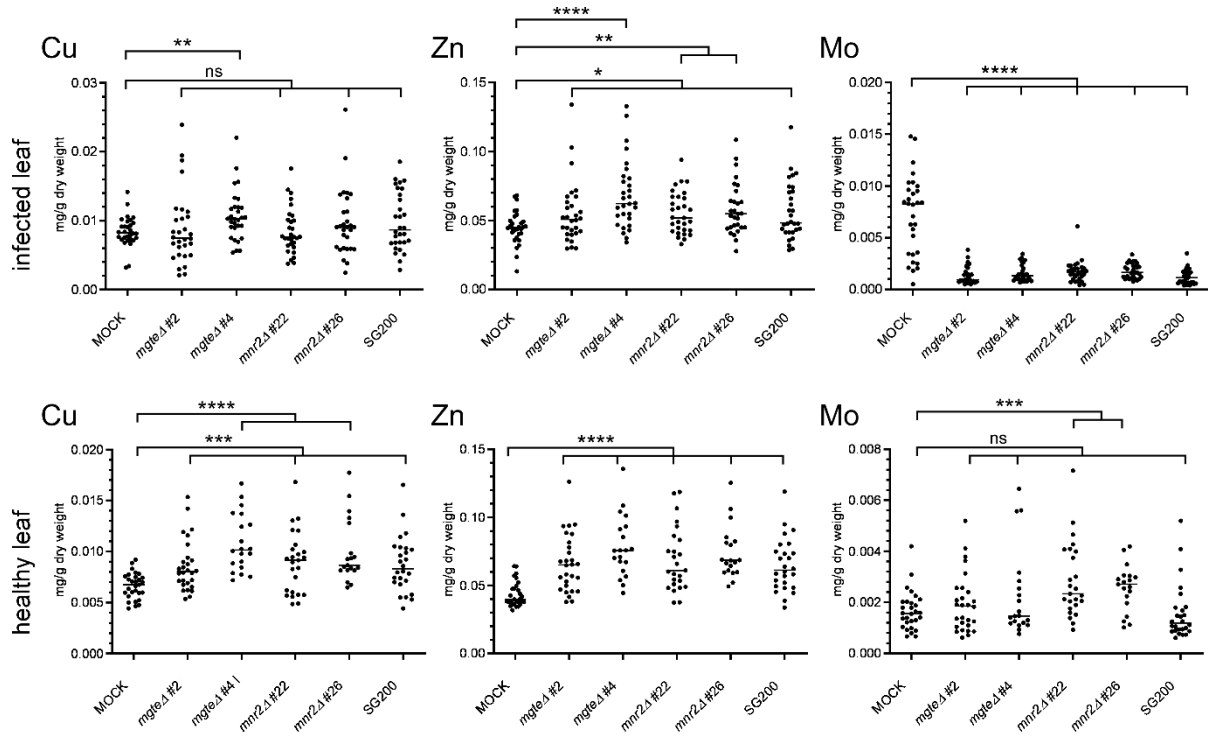 Cu
**
ns
mg/g dry weight
0.03
0.02
0.01
0.00
MOCK
mgteΔ#2
mgteΔ#4
mnr2Δ#22
mnr2Δ#26
SG200
Zn
****
**
*
mg/g dry weight
0.15
0.10
0.05
0.00
MOCK
mgteΔ#2
mgteΔ#4
mnr2Δ#22
mnr2Δ#26
SG200
Mo
****
mg/g dry weight
0.020
0.015
0.010
0.005
0.000
MOCK
mgteΔ#2
mgteΔ#4
mnr2Δ#22
mnr2Δ#26
SG200
infected leaf
Cu
****
***
mg/g dry weight
0.020
0.015
0.010
0.005
0.000
MOCK
mgteΔ#2
mgteΔ#4 l
mnr2Δ#22
mnr2Δ#26
SG200
Zn
****
mg/g dry weight
0.15
0.10
0.05
0.00
MOCK
mgteΔ#2
mgteΔ#4
mnr2Δ#22
mnr2Δ#26
SG200
Mo
***
ns
mg/g dry weight
0.008
0.006
0.004
0.002
0.000
MOCK
mgteΔ#2
mgteΔ#4
mnr2Δ#22
mnr2Δ#26
SG200
healthy leaf